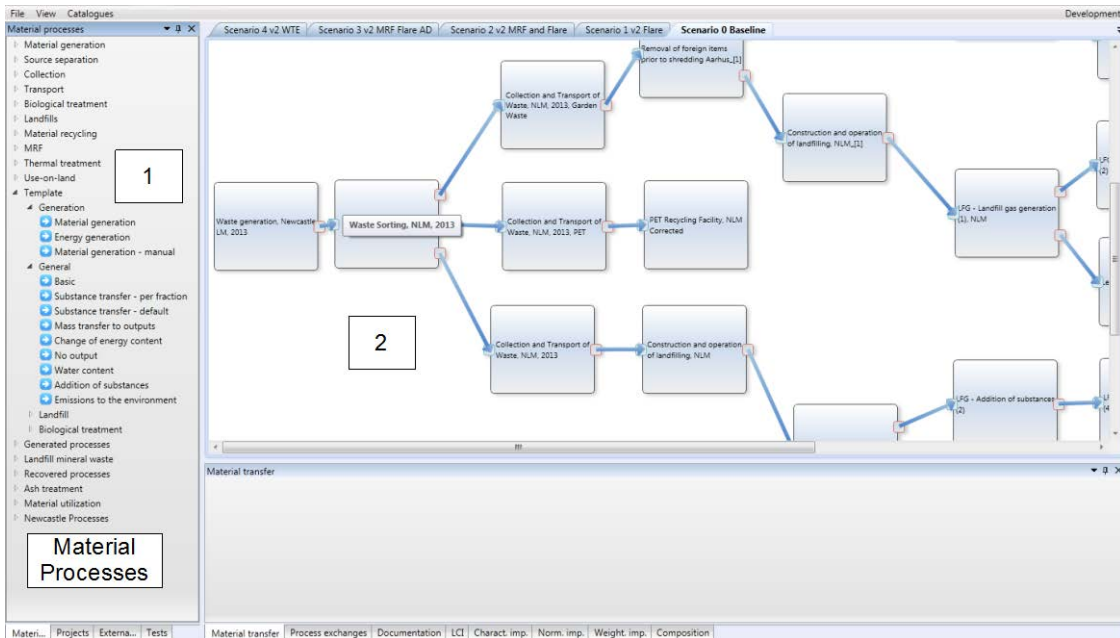 File View Catalogues
Development
Material processes
Material generation
Source separation
Collection
Transport
Biological treatment
Landfills
Material recycling
MRF
Thermal treatment
Use-on-land
Template
Generation
Material generation
Energy generation
Material generation - manual
General
Basic
Substance transfer - per fraction
Substance transfer - default
Mass transfer to outputs
Change of energy content
No output
Water content
Addition of substances
Emissions to the environment
Landfill
Biological treatment
Generated processes
Landfill mineral waste
Recovered processes
Ash treatment
Material utilization
Newcastle Processes
1
Material
Processes
Materi... Projects Externa... Tests
Scenario 4 v2 WTE Scenario 3 v2 MRF Flare AD Scenario 2 v2 MRF and Flare Scenario 1 v2 Flare Scenario 0 Baseline
Removal of foreign items
prior to shredding Aarhus_[1]
Collection and Transport of
Waste, NLM, 2013, Garden
Waste
Construction and operation
of landfilling, NLM_[1]
LFG
(2)
Waste generation, Newcastle
LM, 2013
Waste Sorting, NLM, 2013
Collection and Transport of
Waste, NLM, 2013, PET
PET Recycling Facility, NLM
Corrected
LFG - Landfill gas generation
(1), NLM
Le
2
Collection and Transport of
Waste, NLM, 2013
Construction and operation
of landfilling, NLM
LFG - Addition of substances
(2)
(4
Material transfer
Material transfer Process exchanges Documentation LCI Charact. imp. Norm. imp. Weight. imp. Composition